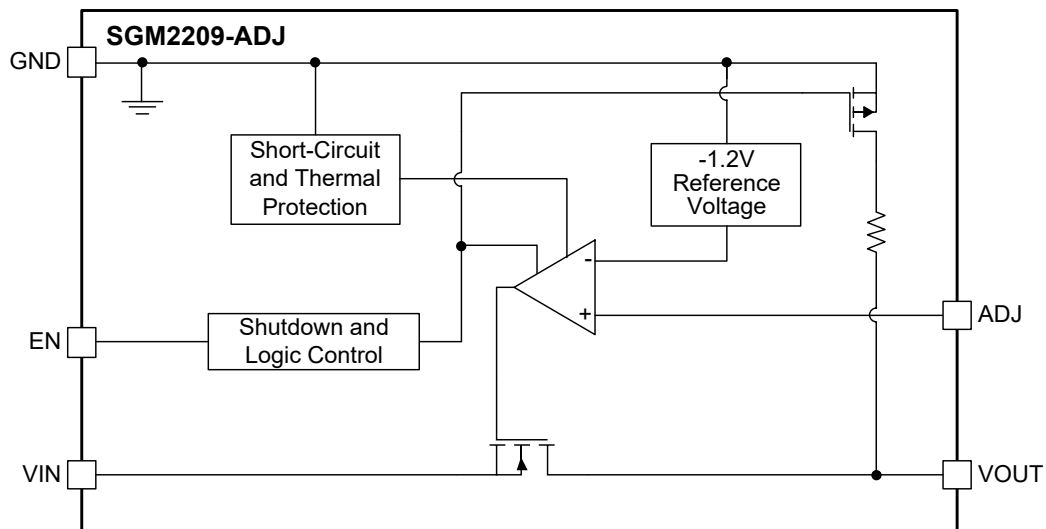 SGM2209-ADJ
GND
Short-Circuit
and Thermal
Protection
-1.2V
Reference
Voltage
-
+
ADJ
EN
Shutdown and
Logic Control
VIN
VOUT